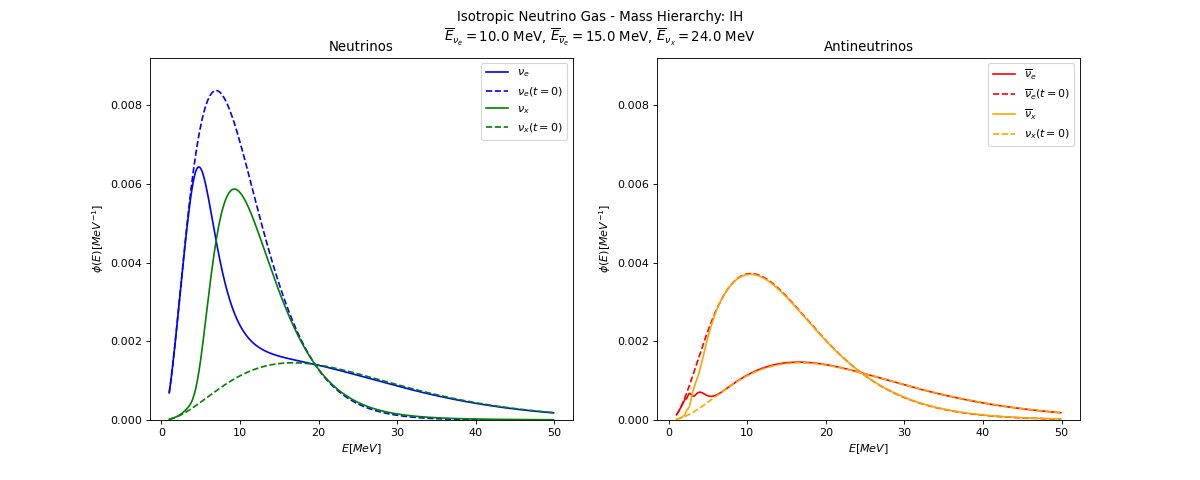 Isotropic Neutrino Gas - Mass Hierarchy: IH
E̅_νₑ = 10.0 MeV, E̅_ν̅ₑ = 15.0 MeV, E̅_νₓ = 24.0 MeV
Neutrinos
ϕ(E)[MeV⁻¹]
0.008
0.006
0.004
0.002
0.000
νₑ
νₑ(t = 0)
νₓ
νₓ(t = 0)
0 10 20 30 40 50
E[MeV]
Antineutrinos
ϕ(E)[MeV⁻¹]
0.008
0.006
0.004
0.002
0.000
ν̅ₑ
ν̅ₑ(t = 0)
ν̅ₓ
νₓ(t = 0)
0 10 20 30 40 50
E[MeV]